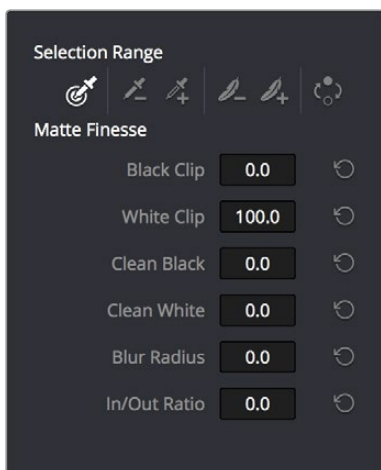 Selection Range
Matte Finesse
Black Clip 0.0
White Clip 100.0
Clean Black 0.0
Clean White 0.0
Blur Radius 0.0
In/Out Ratio 0.0